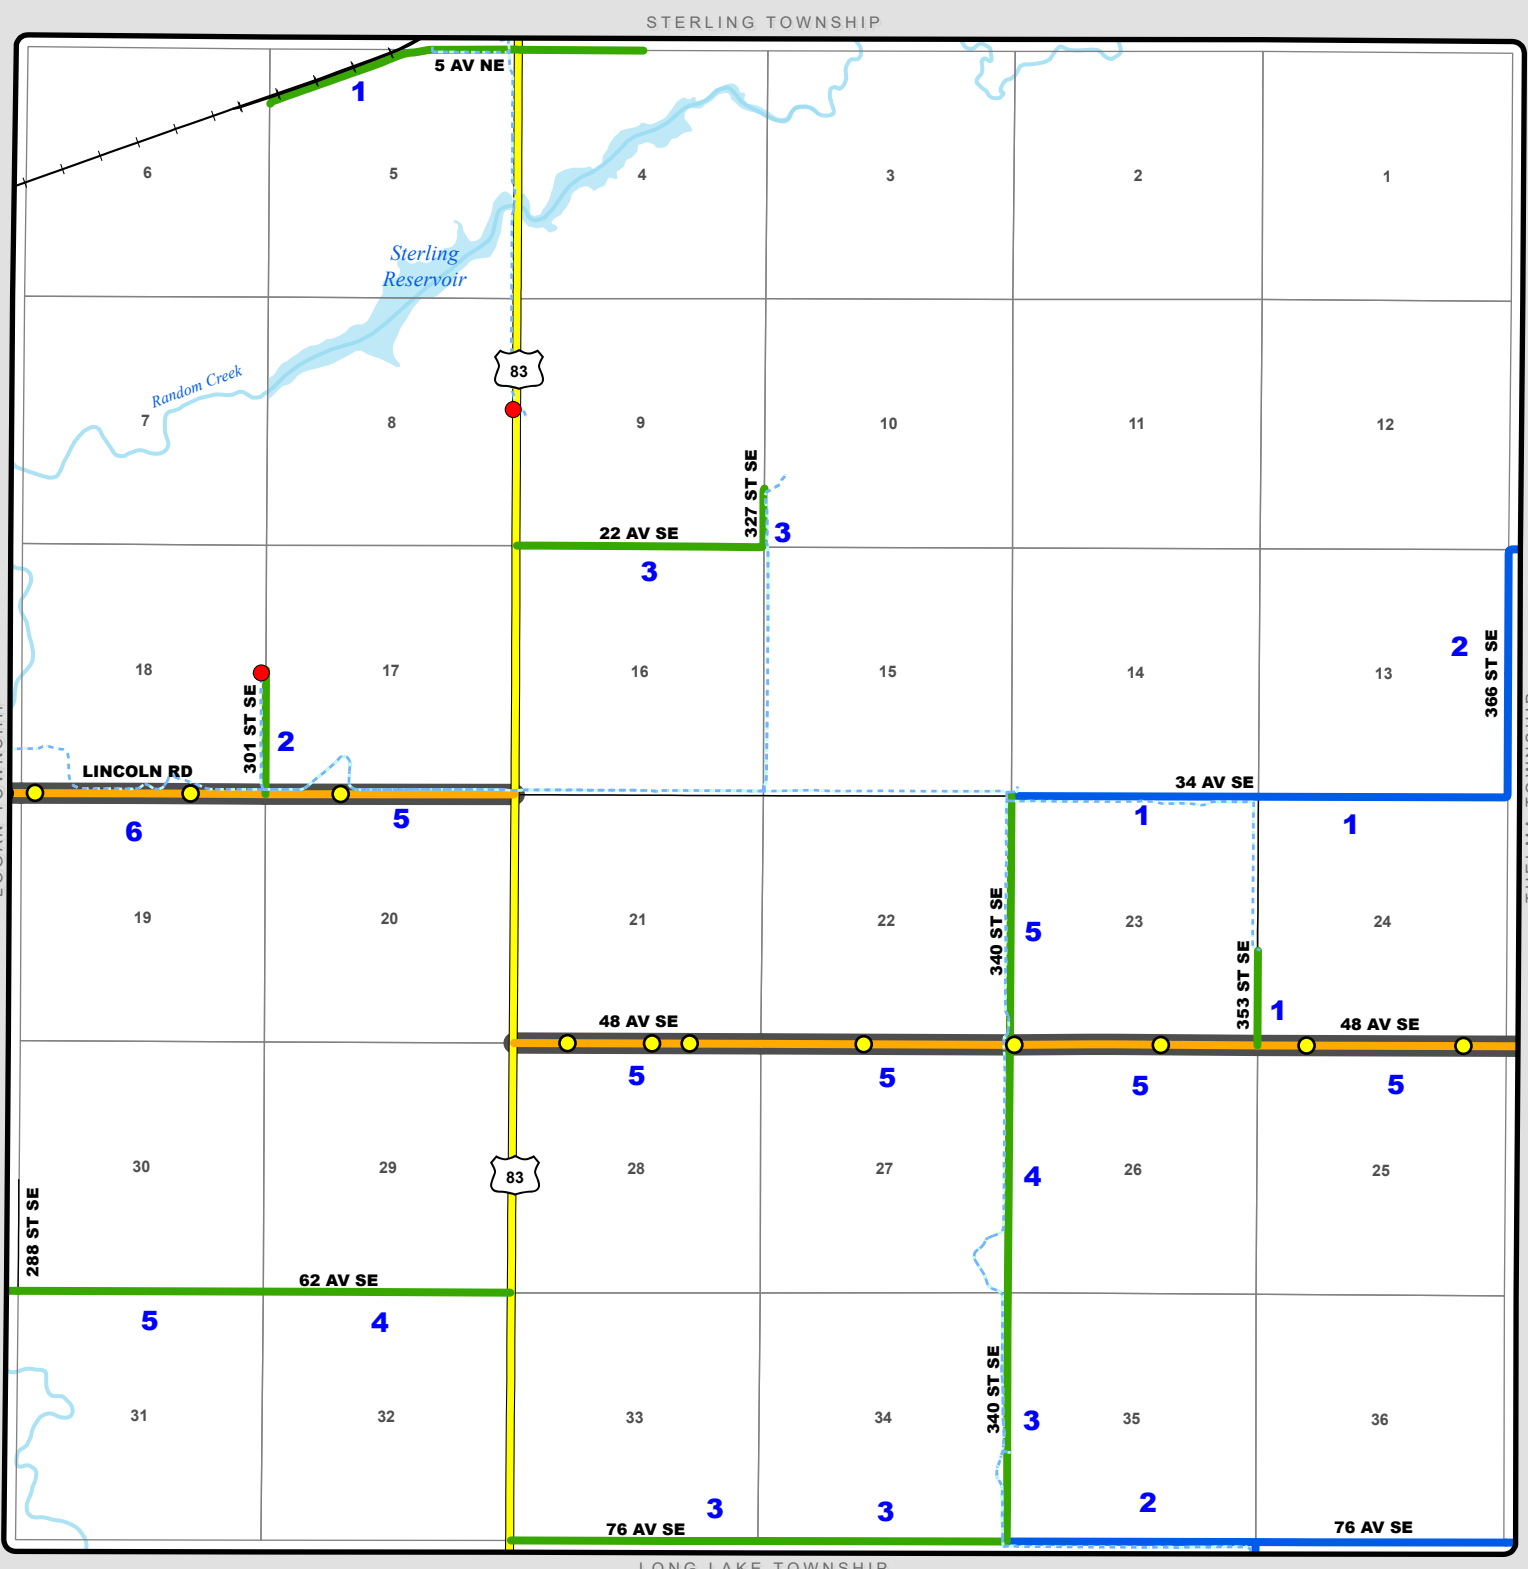 STERLING TOWNSHIP
5 AV NE
1
6
5
4
3
2
1
Sterling
Reservoir
83
Random Creek
7
8
9
10
11
12
327 ST SE
22 AV SE
3
3
18
17
16
15
14
13
2
366 ST SE
301 ST SE
2
LINCOLN RD
34 AV SE
6
5
1
1
19
20
21
22
23
24
340 ST SE
5
353 ST SE
1
48 AV SE
48 AV SE
5
5
5
5
30
29
83
28
27
4
26
25
288 ST SE
62 AV SE
5
4
31
32
33
34
340 ST SE
3
35
36
3
3
2
76 AV SE
76 AV SE
LONG LAKE TOWNSHIP